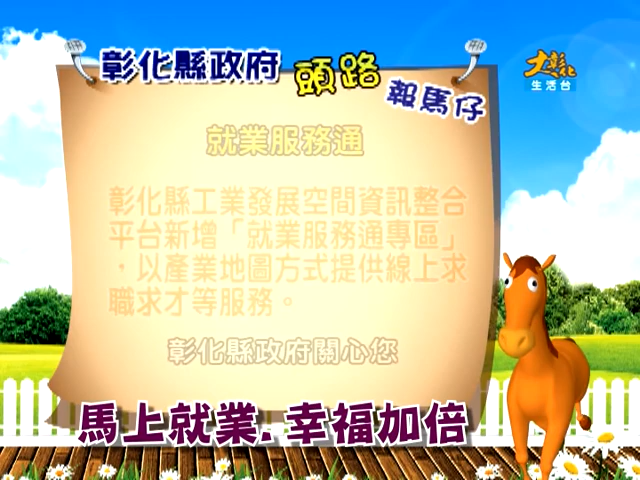 彰化縣政府 頭路 報馬仔
大彰化
生活台
就業服務通
彰化縣工業發展空間資訊整合
平台新增「就業服務通專區」
，以產業地圖方式提供線上求
職求才等服務。
彰化縣政府關心您
馬上就業.幸福加倍